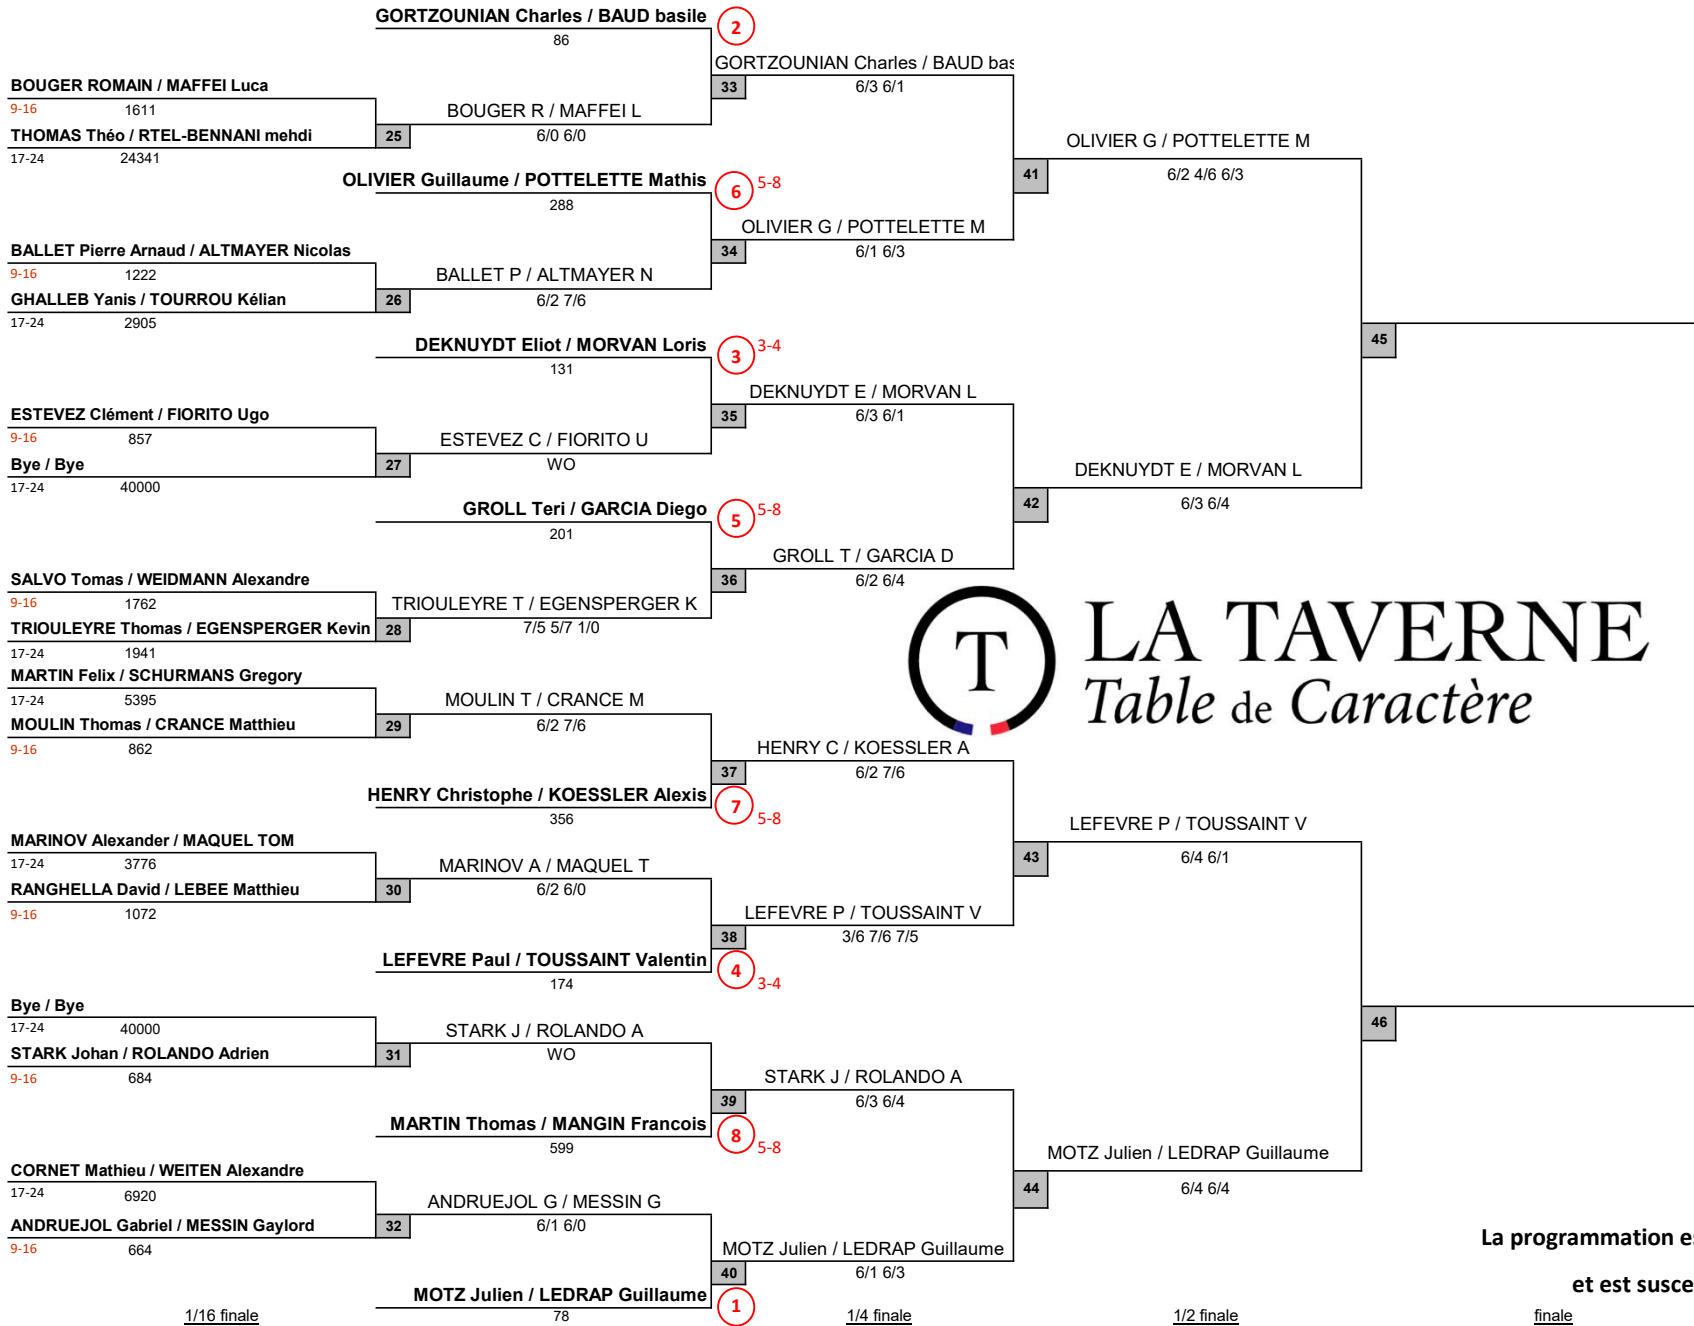 GORTZOUNIAN Charles / BAUD basile
2
86
GORTZOUNIAN Charles / BAUD bas
BOUGER ROMAIN / MAFFEI Luca
33
6/3 6/1
9-16 1611
BOUGER R / MAFFEI L
THOMAS Théo / RTEL-BENNANI mehdi
25
6/0 6/0
OLIVIER G / POTTELETTE M
17-24 24341
41
6/2 4/6 6/3
OLIVIER Guillaume / POTTELETTE Mathis
6
5-8
288
OLIVIER G / POTTELETTE M
BALLET Pierre Arnaud / ALTMAYER Nicolas
34
6/1 6/3
9-16 1222
BALLET P / ALTMAYER N
GHALLEB Yanis / TOURROU Kélian
26
6/2 7/6
17-24 2905
45
DEKNUYDT Eliot / MORVAN Loris
3
3-4
131
DEKNUYDT E / MORVAN L
ESTEVEZ Clément / FIORITO Ugo
35
6/3 6/1
9-16 857
ESTEVEZ C / FIORITO U
Bye / Bye
27
WO
DEKNUYDT E / MORVAN L
17-24 40000
42
6/3 6/4
GROLL Teri / GARCIA Diego
5
5-8
201
GROLL T / GARCIA D
SALVO Tomas / WEIDMANN Alexandre
36
6/2 6/4
9-16 1762
TRIOULEYRE T / EGENSPERGER K
TRIOULEYRE Thomas / EGENSPERGER Kevin
28
7/5 5/7 1/0
17-24 1941
T
LA TAVERNE
Table de Caractère
MARTIN Felix / SCHURMANS Gregory
17-24 5395
MOULIN T / CRANCE M
MOULIN Thomas / CRANCE Matthieu
29
6/2 7/6
9-16 862
HENRY C / KOESSLER A
37
6/2 7/6
HENRY Christophe / KOESSLER Alexis
7
5-8
356
LEFEVRE P / TOUSSAINT V
MARINOV Alexander / MAQUEL TOM
43
6/4 6/1
17-24 3776
MARINOV A / MAQUEL T
RANGHELLA David / LEBEE Matthieu
30
6/2 6/0
9-16 1072
LEFEVRE P / TOUSSAINT V
38
3/6 7/6 7/5
LEFEVRE Paul / TOUSSAINT Valentin
4
3-4
174
Bye / Bye
17-24 40000
46
STARK J / ROLANDO A
STARK Johan / ROLANDO Adrien
31
WO
9-16 684
STARK J / ROLANDO A
39
6/3 6/4
MARTIN Thomas / MANGIN Francois
8
5-8
599
MOTZ Julien / LEDRAP Guillaume
CORNET Mathieu / WEITEN Alexandre
44
6/4 6/4
17-24 6920
ANDRUEJOL G / MESSIN G
ANDRUEJOL Gabriel / MESSIN Gaylord
32
6/1 6/0
9-16 664
La programmation es
MOTZ Julien / LEDRAP Guillaume
40
6/1 6/3
et est susce
MOTZ Julien / LEDRAP Guillaume
1
78
1/16 finale
1/4 finale
1/2 finale
finale